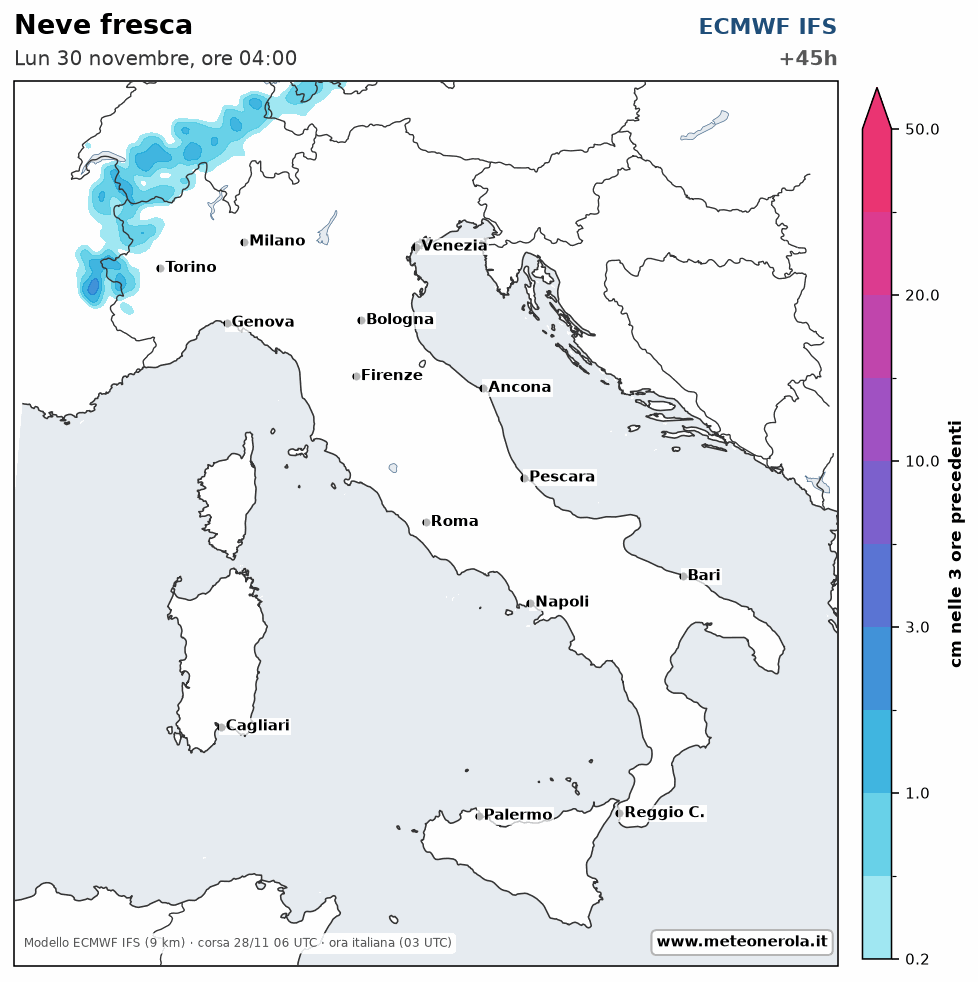 Neve fresca
ECMWF IFS
Lun 30 novembre, ore 04:00
+45h
Milano
Venezia
Torino
Genova
Bologna
Firenze
Ancona
Pescara
Roma
Bari
Napoli
Cagliari
Palermo
Reggio C.
50.0
20.0
10.0
3.0
1.0
0.2
cm nelle 3 ore precedenti
Modello ECMWF IFS (9 km) · corsa 28/11 06 UTC · ora italiana (03 UTC)
www.meteonerola.it